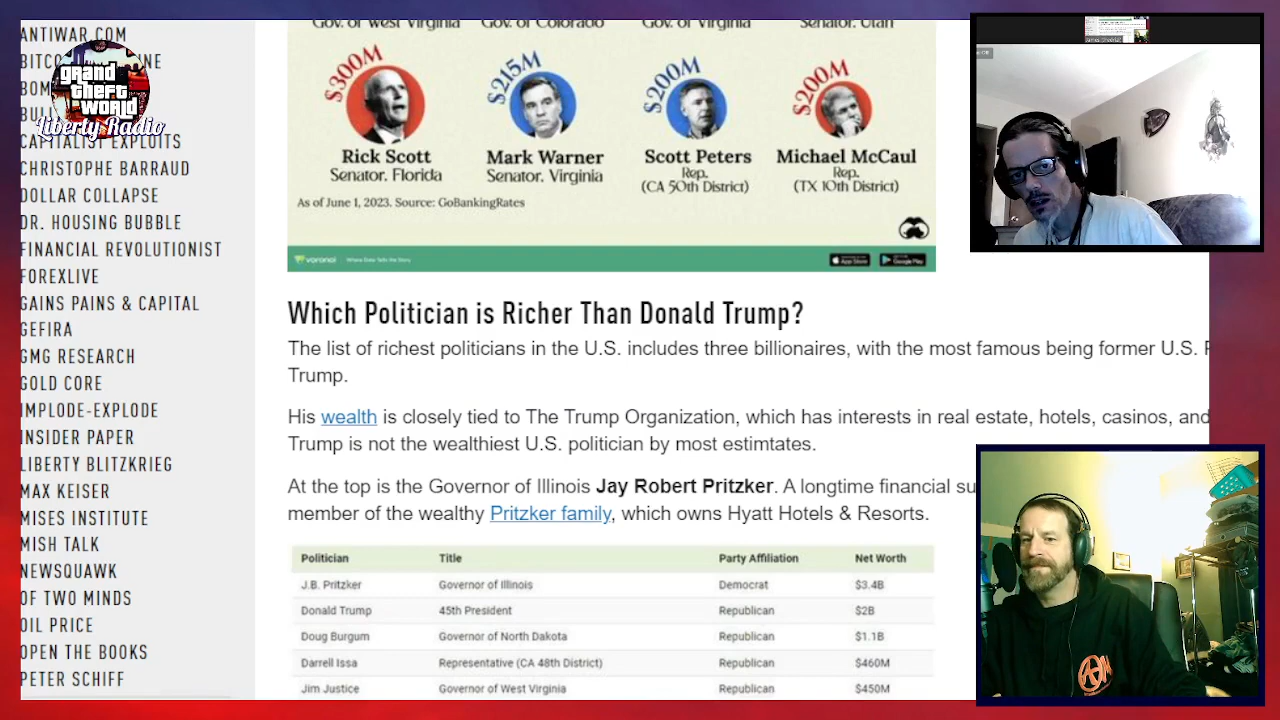 Gov. of West Virginia
Gov. of Colorado
Gov. of Virginia
Senator, Utah
ANTIWAR.COM
grand
theft
world
Liberty Radio
CAPITALIST EXPLOITS
CHRISTOPHE BARRAUD
DOLLAR COLLAPSE
DR. HOUSING BUBBLE
FINANCIAL REVOLUTIONIST
FOREXLIVE
GAINS PAINS & CAPITAL
GEFIRA
GMG RESEARCH
GOLD CORE
IMPLODE-EXPLODE
INSIDER PAPER
LIBERTY BLITZKRIEG
MAX KEISER
MISES INSTITUTE
MISH TALK
NEWSQUAWK
OF TWO MINDS
OIL PRICE
OPEN THE BOOKS
PETER SCHIFF
$300M
Rick Scott
Senator, Florida
$215M
Mark Warner
Senator, Virginia
$200M
Scott Peters
Rep.
(CA 50th District)
$200M
Michael McCaul
Rep.
(TX 10th District)
As of June 1, 2023. Source: GoBankingRates
voronoi
Where Data Tells the Story
App Store
Google Play
Which Politician is Richer Than Donald Trump?
The list of richest politicians in the U.S. includes three billionaires, with the most famous being former U.S.
Trump.
His wealth is closely tied to The Trump Organization, which has interests in real estate, hotels, casinos, and
Trump is not the wealthiest U.S. politician by most estimtates.
At the top is the Governor of Illinois Jay Robert Pritzker. A longtime financial su
member of the wealthy Pritzker family, which owns Hyatt Hotels & Resorts.
Politician Title Party Affiliation Net Worth
J.B. Pritzker Governor of Illinois Democrat $3.4B
Donald Trump 45th President Republican $2B
Doug Burgum Governor of North Dakota Republican $1.1B
Darrell Issa Representative (CA 48th District) Republican $460M
Jim Justice Governor of West Virginia Republican $450M